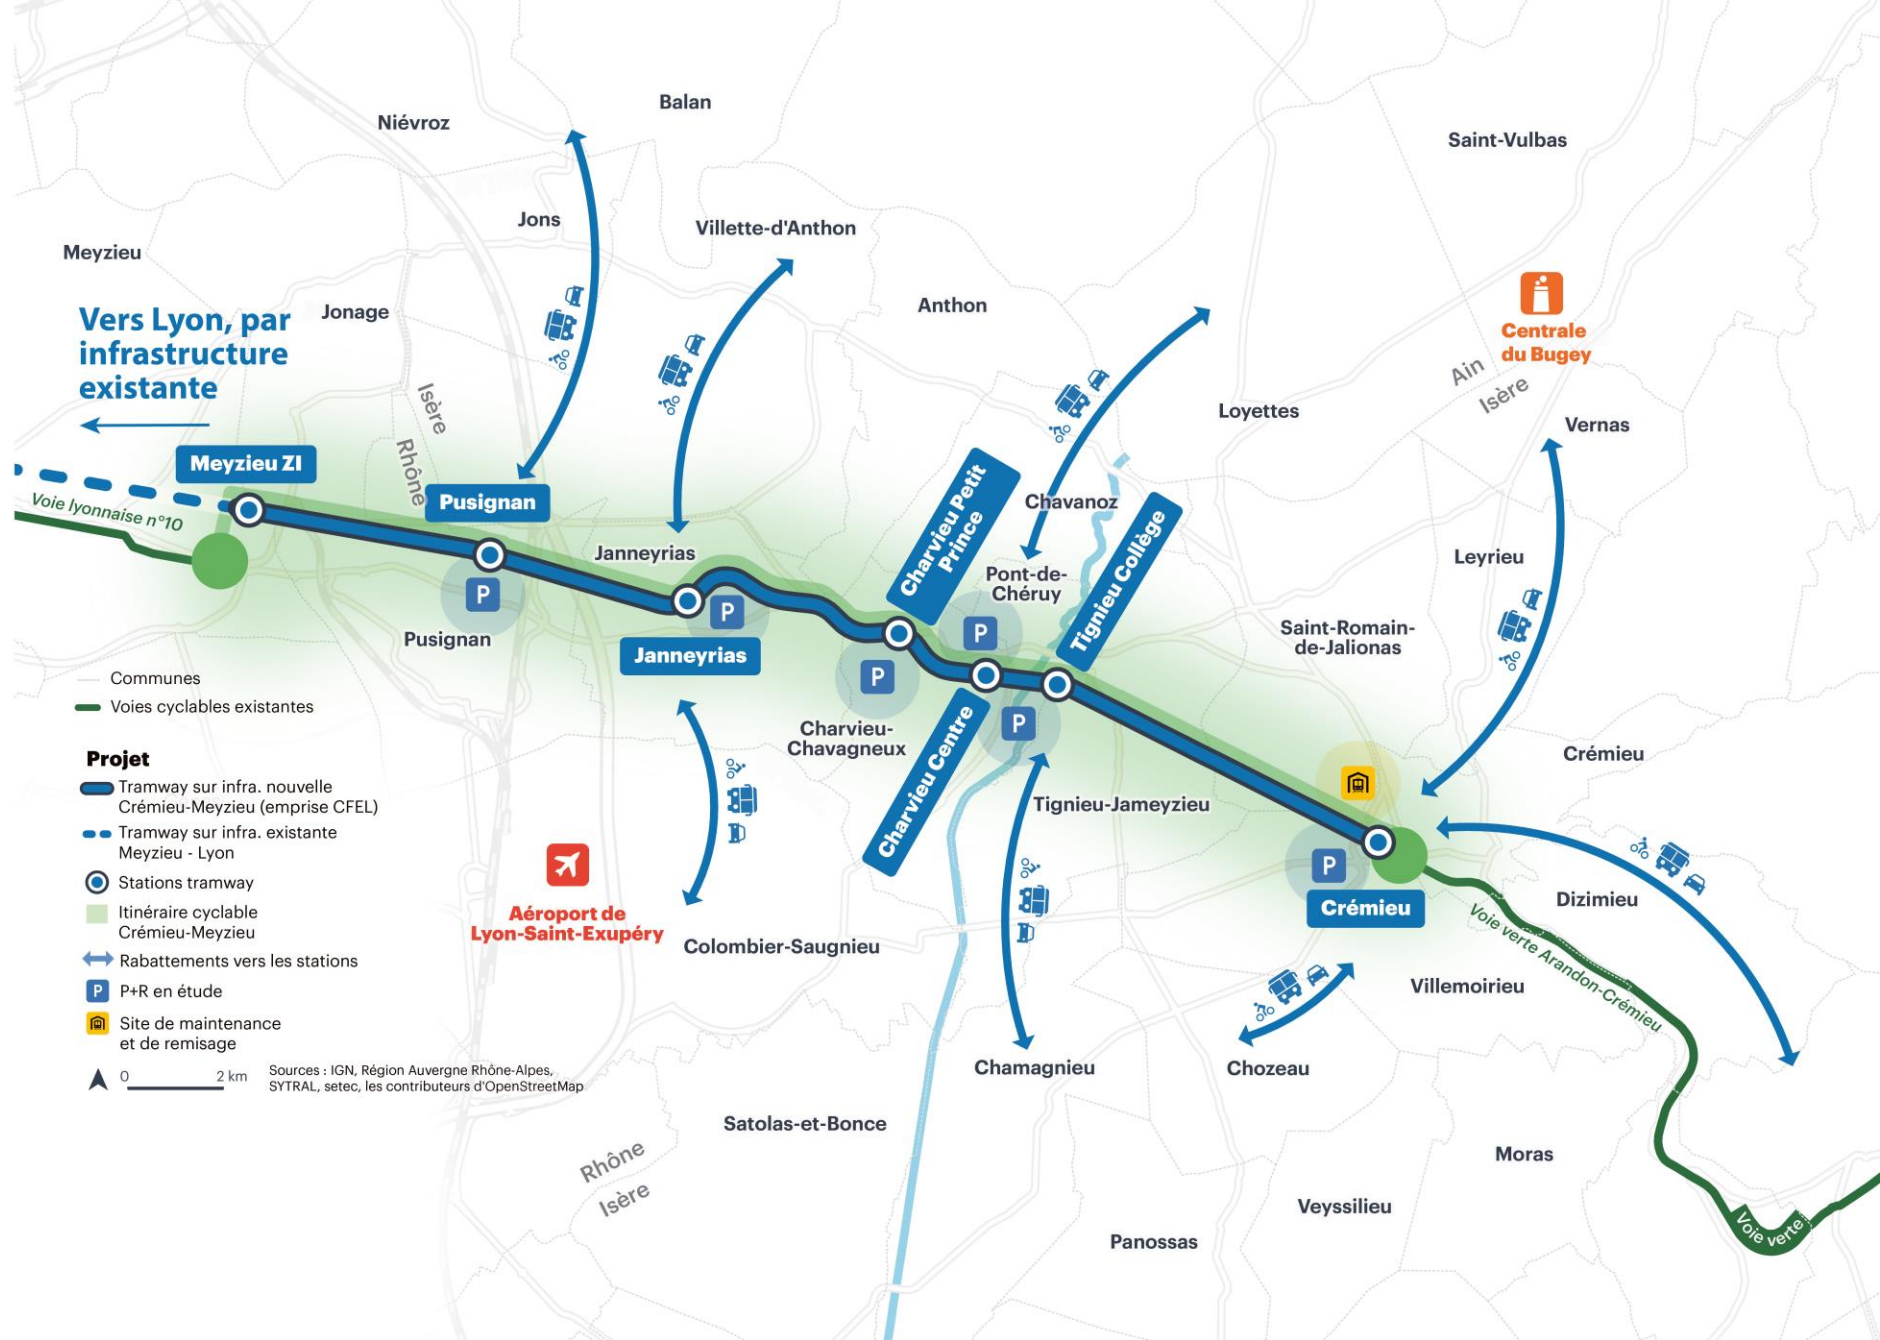 Balan
Niévroz
Saint-Vulbas
Jons
Villette-d'Anthon
Meyzieu
Anthon
Jonage
Vers Lyon, par
infrastructure
existante
Centrale
du Bugey
Ain
Isère
Isère
Rhône
Loyettes
Vernas
Meyzieu ZI
Voie lyonnaise n°10
Pusignan
Charvieu Petit
Prince
Chavanoz
Tignieu Collège
Janneyrias
Leyrieu
Pont-de-
Chéruy
P
P
Pusignan
P
Janneyrias
Saint-Romain-
de-Jalionas
P
P
Charvieu-
Chavagneux
Charvieu Centre
Crémieu
Tignieu-Jameyzieu
P
Crémieu
Dizimieu
Aéroport de
Lyon-Saint-Exupéry
Colombier-Saugnieu
Voie verte Arandon-Crémieu
Villemoirieu
Chamagnieu
Chozeau
Satolas-et-Bonce
Rhône
Isère
Moras
Veyssilieu
Panossas
Voie verte
Communes
Voies cyclables existantes
Projet
Tramway sur infra. nouvelle
Crémieu-Meyzieu (emprise CFEL)
Tramway sur infra. existante
Meyzieu - Lyon
Stations tramway
Itinéraire cyclable
Crémieu-Meyzieu
Rabattements vers les stations
P P+R en étude
Site de maintenance
et de remisage
0 2 km
Sources : IGN, Région Auvergne Rhône-Alpes,
SYTRAL, setec, les contributeurs d'OpenStreetMap